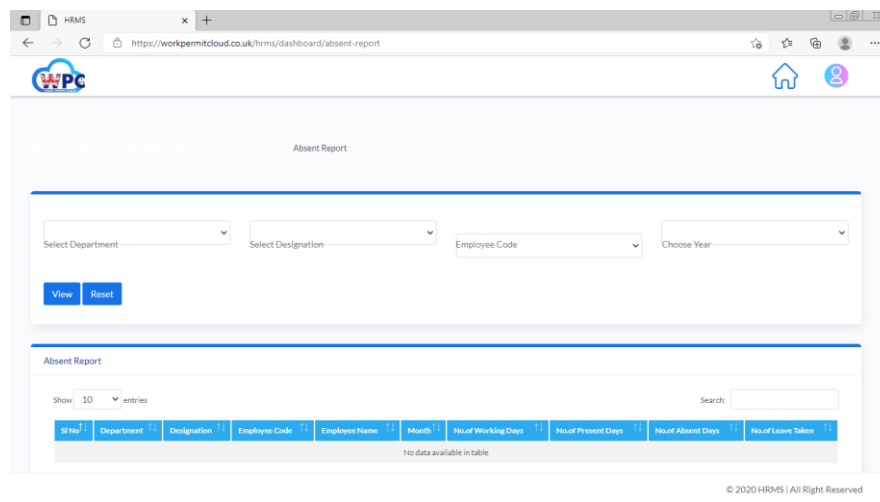 HRMS
https://workpermitcloud.co.uk/hrms/dashboard/absent-report
WPC
Absent Report
Select Department
Select Designation
Employee Code
Choose Year
View Reset
Absent Report
Show 10 entries Search:
Sl No Department Designation Employee Code Employee Name Month No.of Working Days No.of Present Days No.of Absent Days No.of Leave Taken
No data available in table
© 2020 HRMS | All Right Reserved